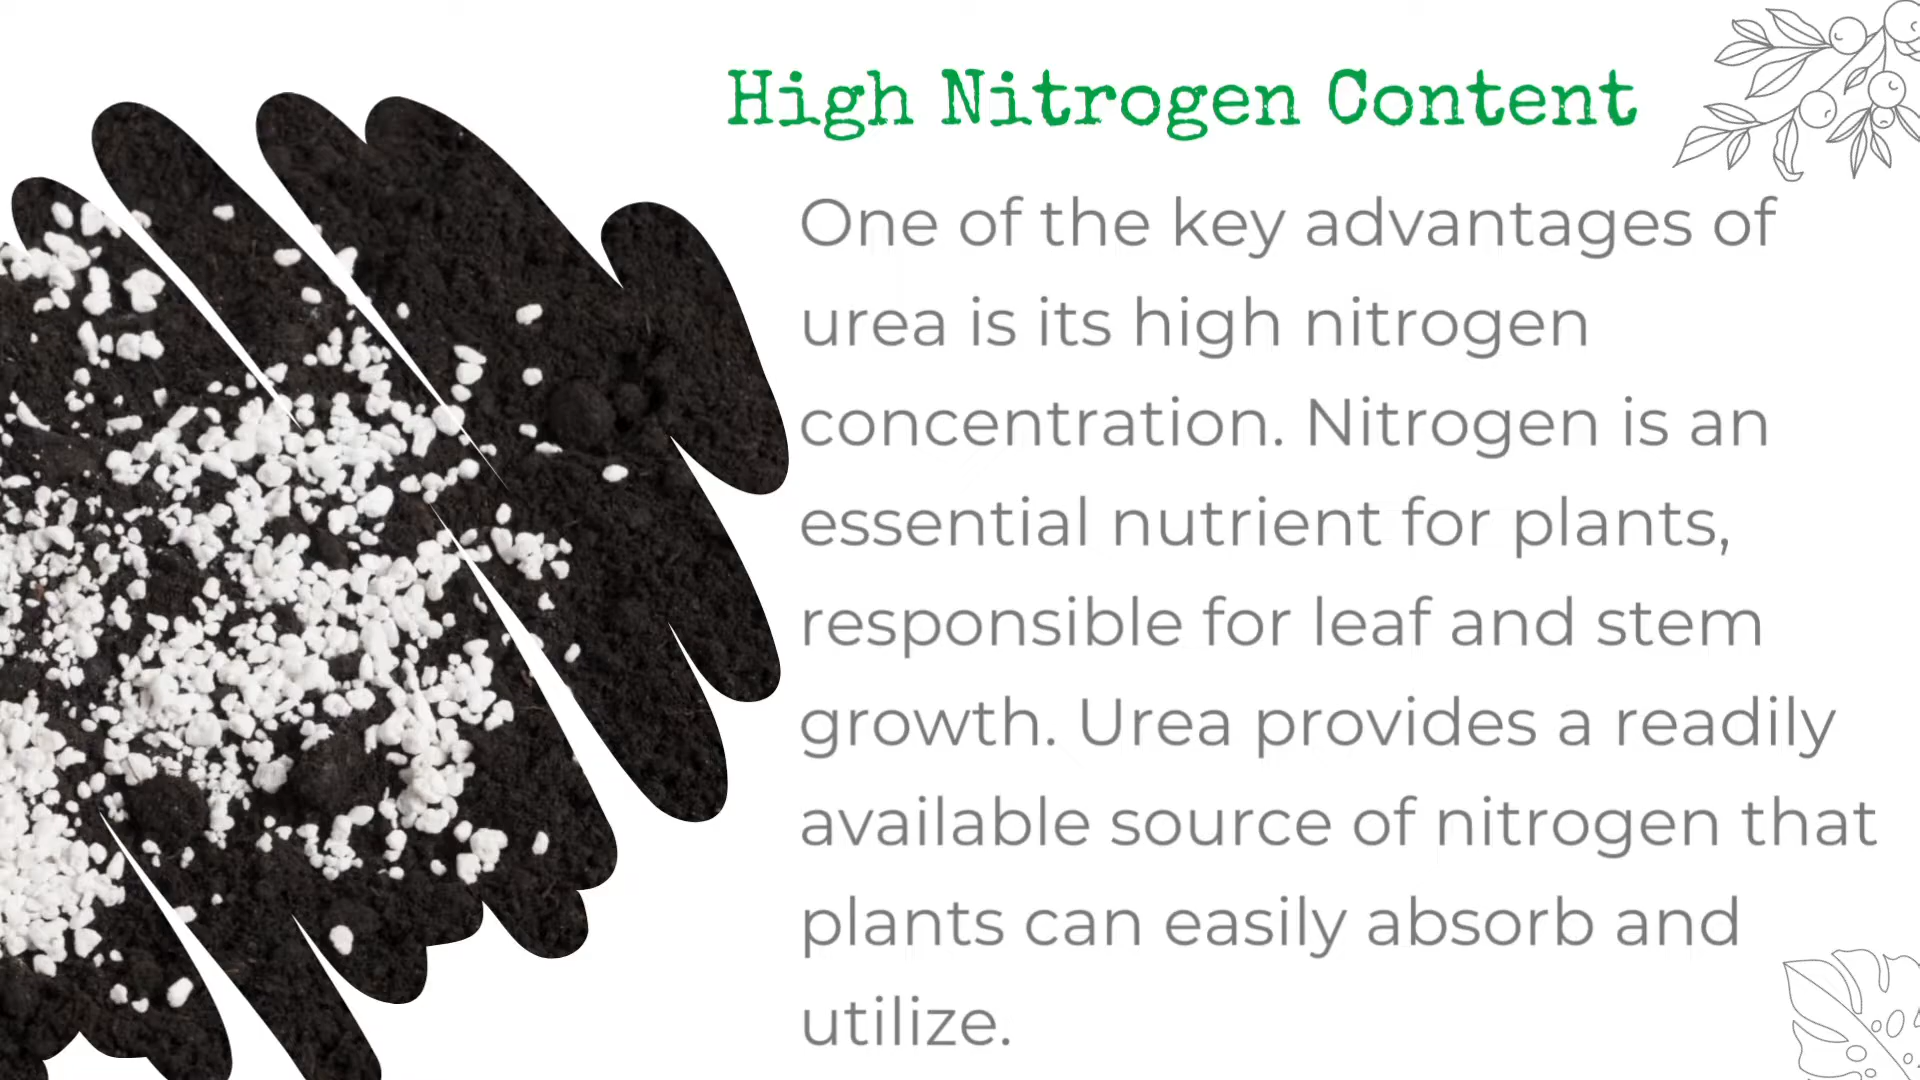 High Nitrogen Content
One of the key advantages of
urea is its high nitrogen
concentration. Nitrogen is an
essential nutrient for plants,
responsible for leaf and stem
growth. Urea provides a readily
available source of nitrogen that
plants can easily absorb and
utilize.